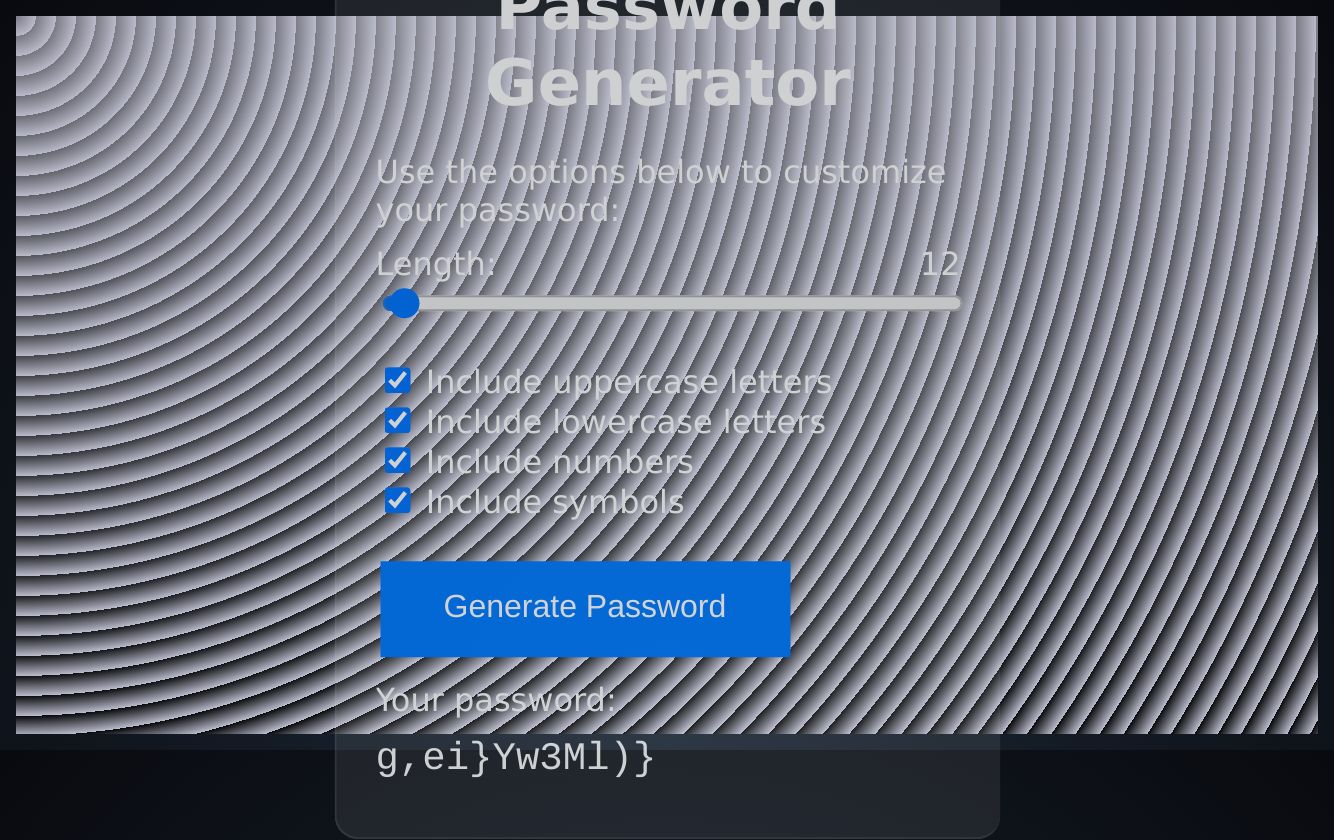 Password
Generator
Use the options below to customize
your password:
Length: 12
Include uppercase letters
Include lowercase letters
Include numbers
Include symbols
Generate Password
Your password:
g,ei}Yw3Ml)}